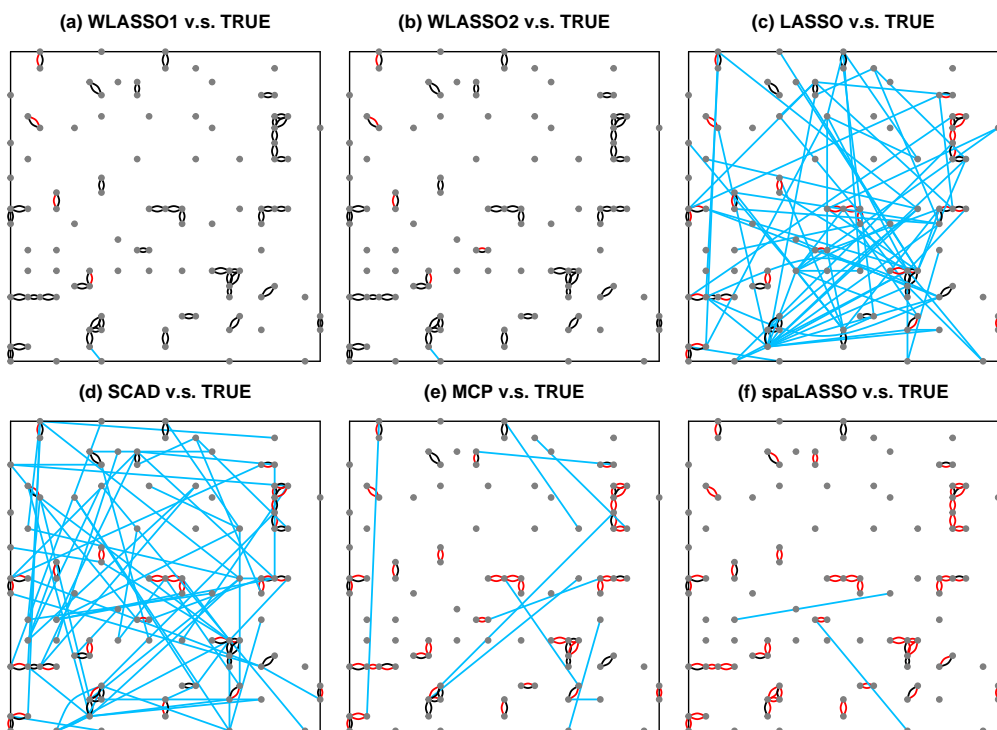 (a) WLASSO1 v.s. TRUE
(b) WLASSO2 v.s. TRUE
(c) LASSO v.s. TRUE
(d) SCAD v.s. TRUE
(e) MCP v.s. TRUE
(f) spaLASSO v.s. TRUE